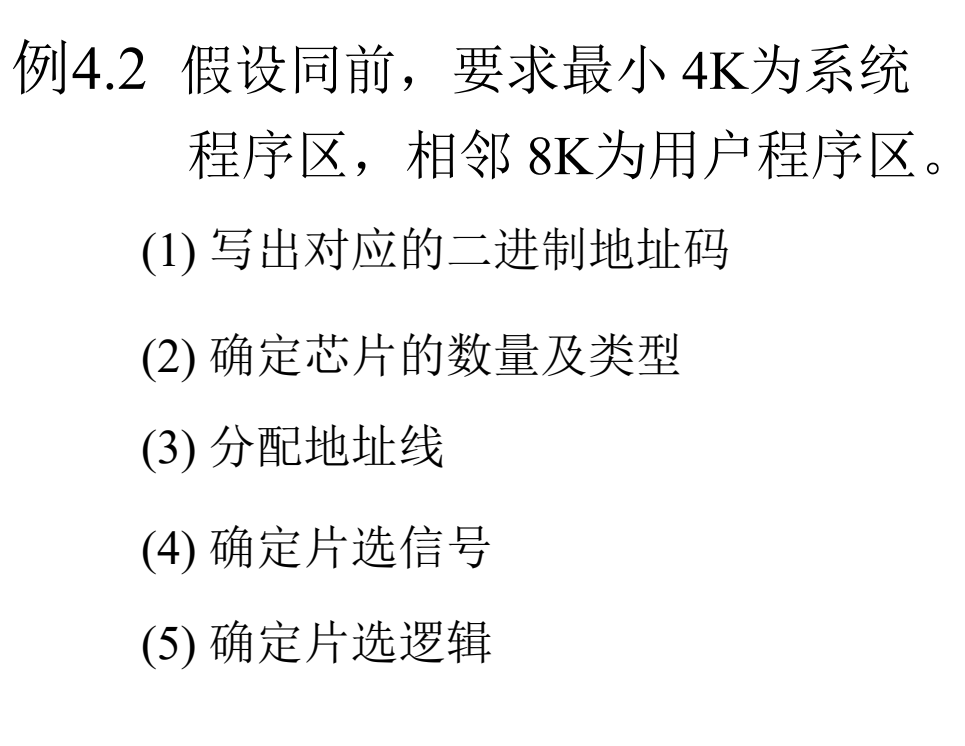 例4.2 假设同前，要求最小 4K为系统
程序区，相邻 8K为用户程序区。
(1) 写出对应的二进制地址码
(2) 确定芯片的数量及类型
(3) 分配地址线
(4) 确定片选信号
(5) 确定片选逻辑